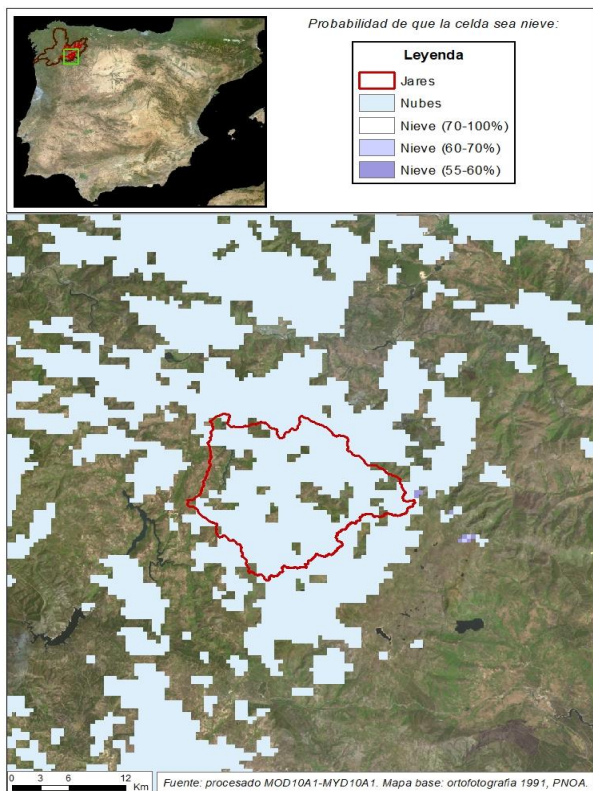 Probabilidad de que la celda sea nieve:
Leyenda
Jares
Nubes
Nieve (70-100%)
Nieve (60-70%)
Nieve (55-60%)
0 3 6 12
Km
Fuente: procesado MOD10A1-MYD10A1. Mapa base: ortofotografía 1991, PNOA.